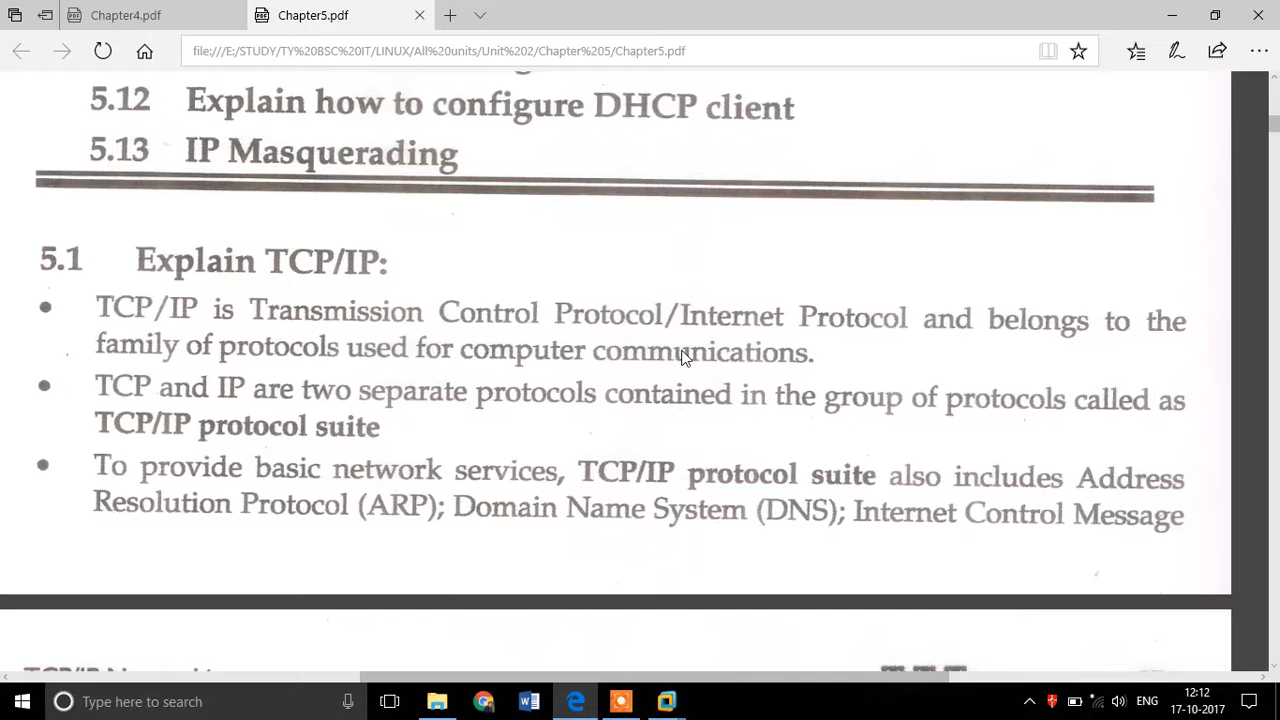 Chapter4.pdf
Chapter5.pdf
file:///E:/STUDY/TY%20BSC%20IT/LINUX/All%20units/Unit%202/Chapter%205/Chapter5.pdf
5.12 Explain how to configure DHCP client
5.13 IP Masquerading
5.1 Explain TCP/IP:
• TCP/IP is Transmission Control Protocol/Internet Protocol and belongs to the
family of protocols used for computer communications.
• TCP and IP are two separate protocols contained in the group of protocols called as
TCP/IP protocol suite
• To provide basic network services, TCP/IP protocol suite also includes Address
Resolution Protocol (ARP); Domain Name System (DNS); Internet Control Message
Type here to search
ENG
12:12
17-10-2017